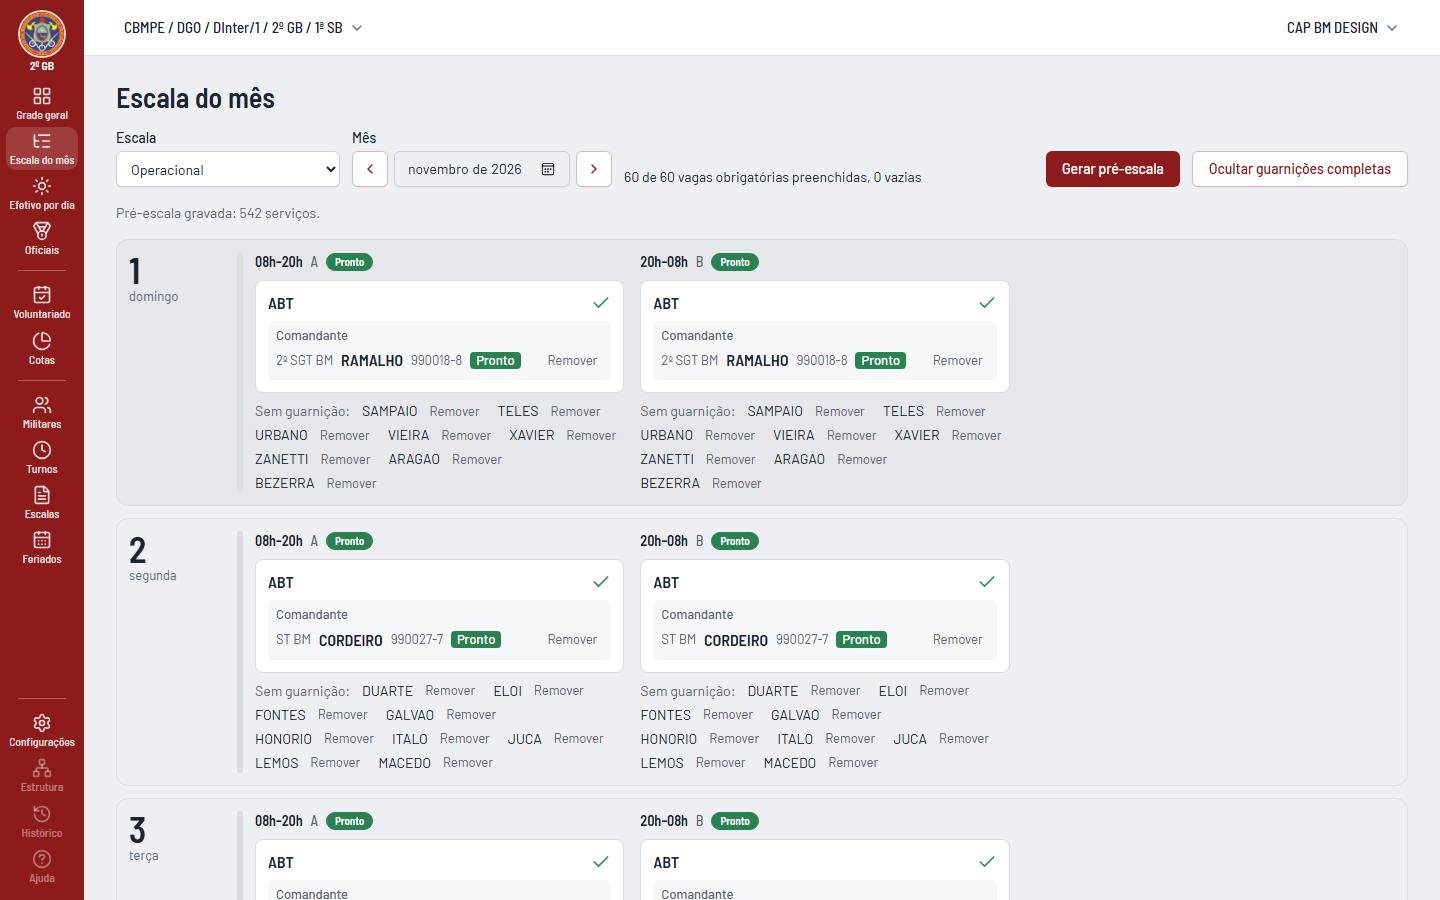 CBMPE / DGO / DInter/1 / 2º GB / 1ª SB
CAP BM DESIGN
2º GB
Grade geral
Escala do mês
Efetivo por dia
Oficiais
Voluntariado
Cotas
Militares
Turnos
Escalas
Feriados
Configurações
Estrutura
Histórico
Ajuda
Escala do mês
Escala
Mês
Operacional
novembro de 2026
60 de 60 vagas obrigatórias preenchidas, 0 vazias
Gerar pré-escala
Ocultar guarnições completas
Pré-escala gravada: 542 serviços.
1
domingo
08h–20h A Pronto
ABT
Comandante
2º SGT BM RAMALHO 990018-8 Pronto Remover
Sem guarnição: SAMPAIO Remover TELES Remover
URBANO Remover VIEIRA Remover XAVIER Remover
ZANETTI Remover ARAGAO Remover
BEZERRA Remover
20h–08h B Pronto
ABT
Comandante
2º SGT BM RAMALHO 990018-8 Pronto Remover
Sem guarnição: SAMPAIO Remover TELES Remover
URBANO Remover VIEIRA Remover XAVIER Remover
ZANETTI Remover ARAGAO Remover
BEZERRA Remover
2
segunda
08h–20h A Pronto
ABT
Comandante
ST BM CORDEIRO 990027-7 Pronto Remover
Sem guarnição: DUARTE Remover ELOI Remover
FONTES Remover GALVAO Remover
HONORIO Remover ITALO Remover JUCA Remover
LEMOS Remover MACEDO Remover
20h–08h B Pronto
ABT
Comandante
ST BM CORDEIRO 990027-7 Pronto Remover
Sem guarnição: DUARTE Remover ELOI Remover
FONTES Remover GALVAO Remover
HONORIO Remover ITALO Remover JUCA Remover
LEMOS Remover MACEDO Remover
3
terça
08h–20h A Pronto
ABT
Comandante
20h–08h B Pronto
ABT
Comandante